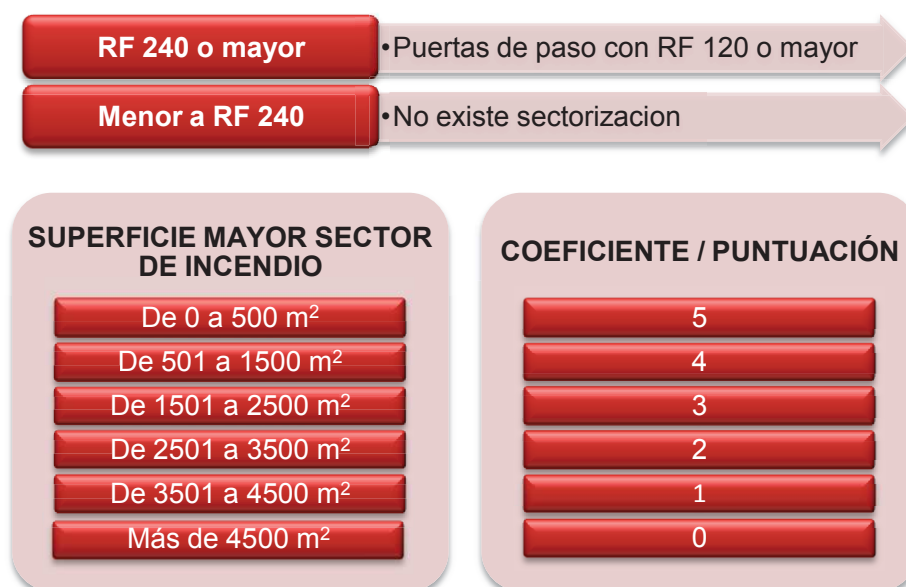 RF 240 o mayor
•Puertas de paso con RF 120 o mayor
Menor a RF 240
•No existe sectorizacion
SUPERFICIE MAYOR SECTOR
DE INCENDIO
De 0 a 500 m²
De 501 a 1500 m²
De 1501 a 2500 m²
De 2501 a 3500 m²
De 3501 a 4500 m²
Más de 4500 m²
COEFICIENTE / PUNTUACIÓN
5
4
3
2
1
0